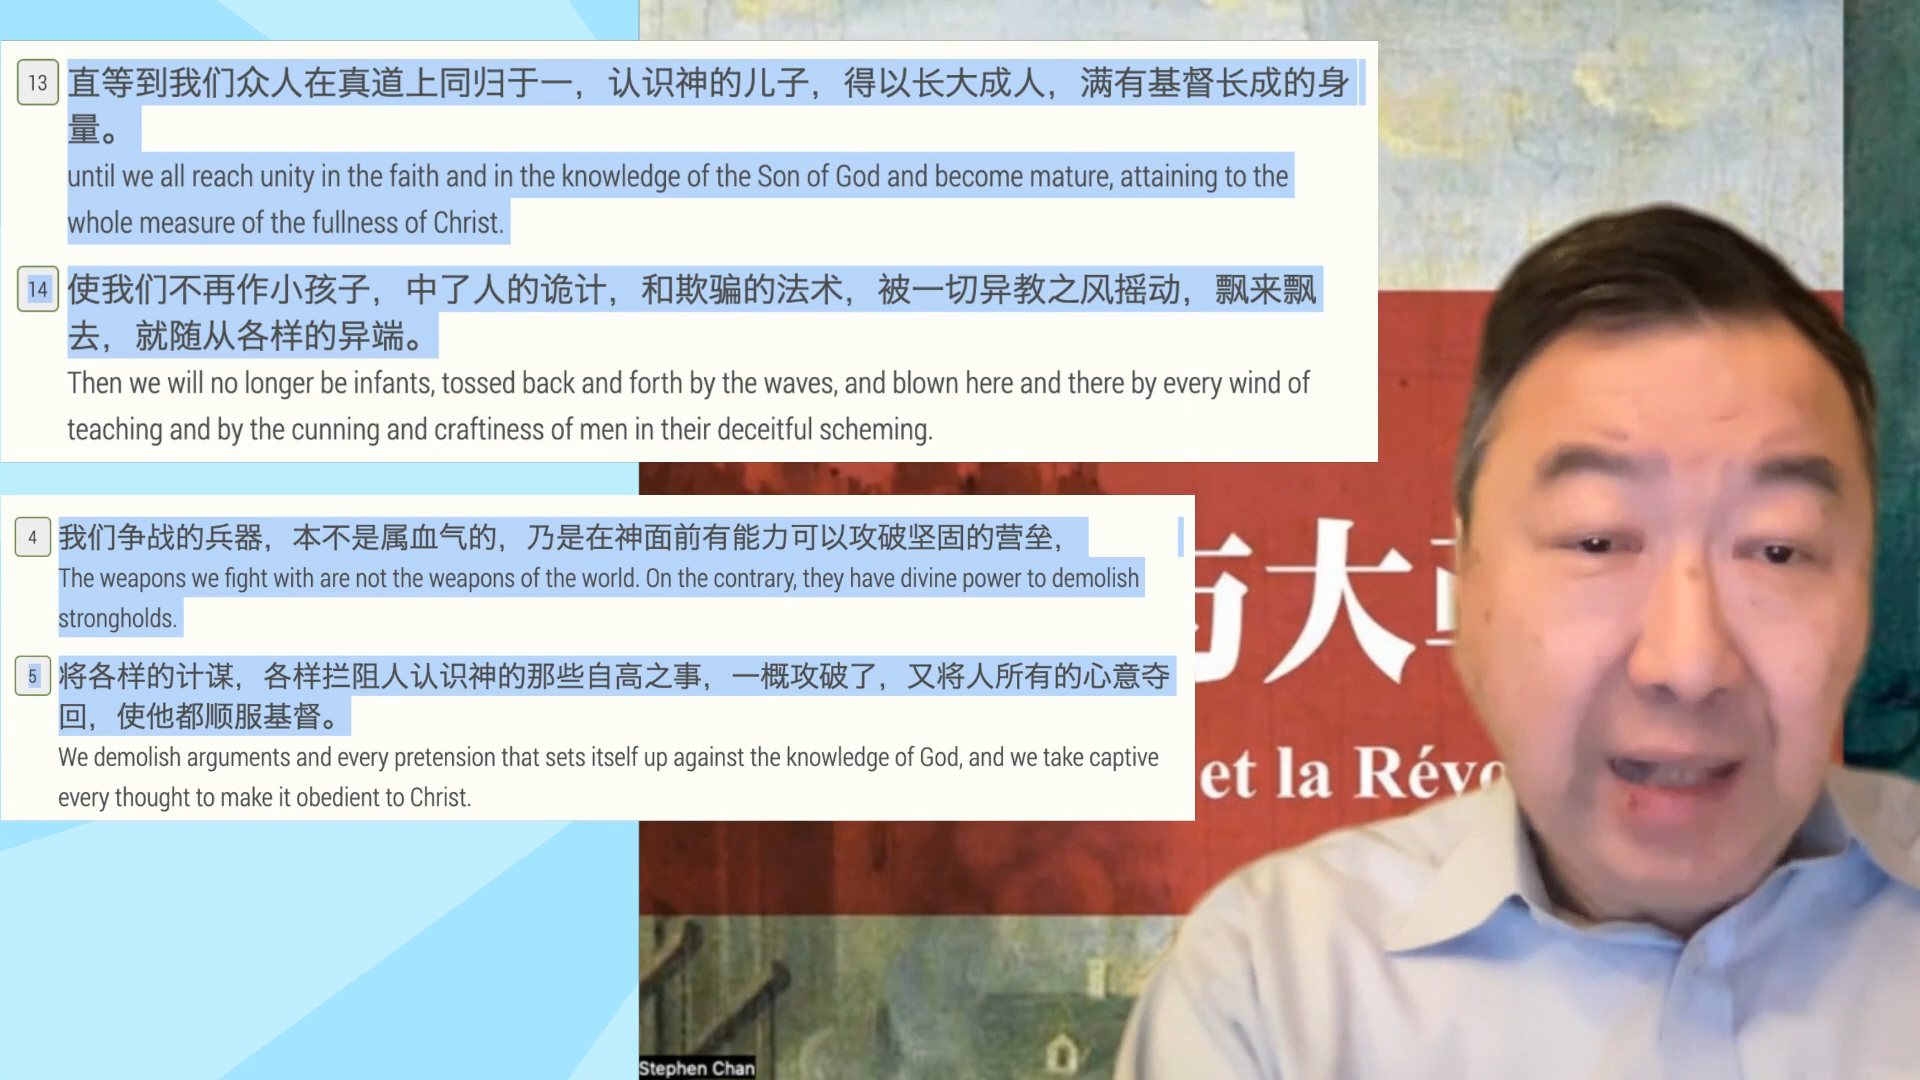 13
直等到我们众人在真道上同归于一，认识神的儿子，得以长大成人，满有基督长成的身
量。
until we all reach unity in the faith and in the knowledge of the Son of God and become mature, attaining to the
whole measure of the fullness of Christ.
14
使我们不再作小孩子，中了人的诡计，和欺骗的法术，被一切异教之风摇动，飘来飘
去，就随从各样的异端。
Then we will no longer be infants, tossed back and forth by the waves, and blown here and there by every wind of
teaching and by the cunning and craftiness of men in their deceitful scheming.
4
我们争战的兵器，本不是属血气的，乃是在神面前有能力可以攻破坚固的营垒，
The weapons we fight with are not the weapons of the world. On the contrary, they have divine power to demolish
strongholds.
5
将各样的计谋，各样拦阻人认识神的那些自高之事，一概攻破了，又将人所有的心意夺
回，使他都顺服基督。
We demolish arguments and every pretension that sets itself up against the knowledge of God, and we take captive
every thought to make it obedient to Christ.
与大
et la Révo
Stephen Chan